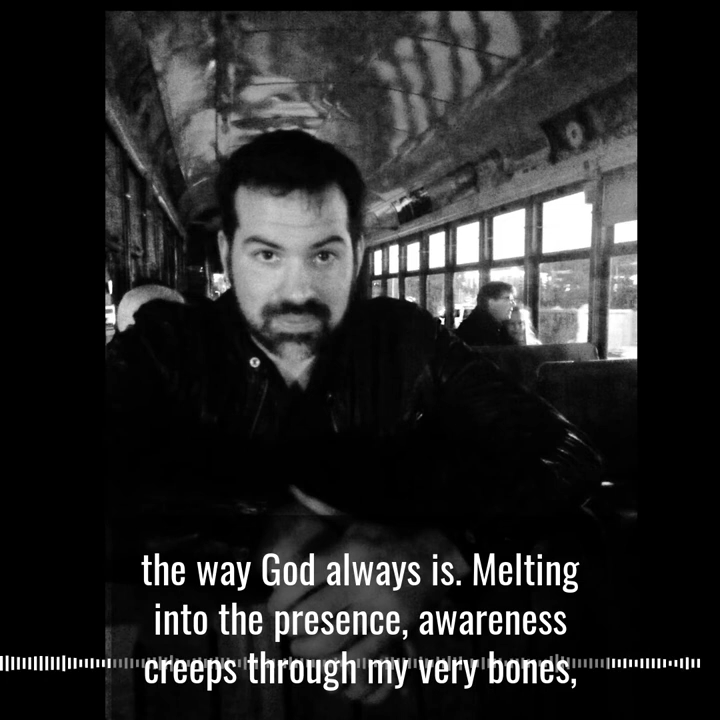 the way God always is. Melting
into the presence, awareness
creeps through my very bones,